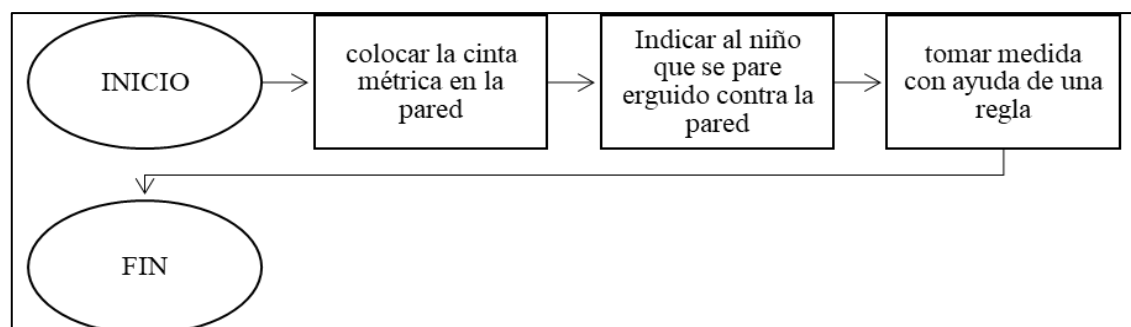 INICIO
colocar la cinta
métrica en la
pared
Indicar al niño
que se pare
erguido contra la
pared
tomar medida
con ayuda de una
regla
FIN